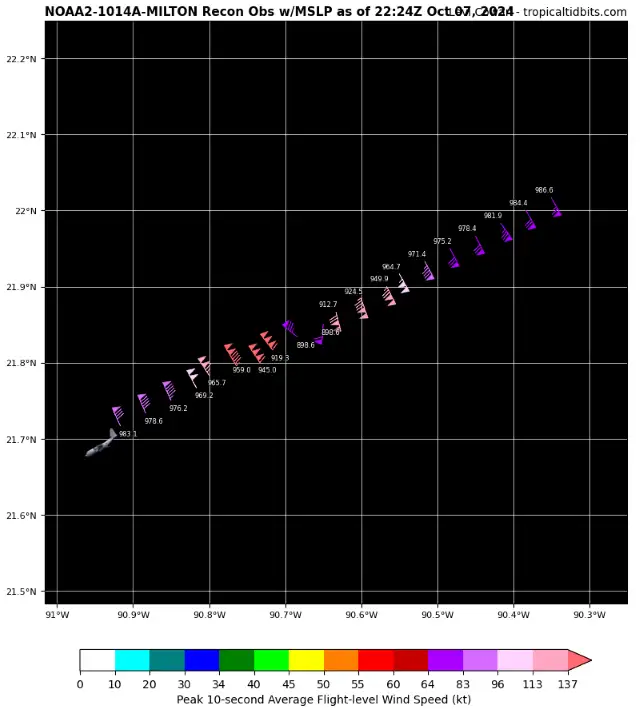 NOAA2-1014A-MILTON Recon Obs w/MSLP as of 22:24Z Oct 07, 2024
- tropicaltidbits.com
22.2°N
22.1°N
22°N
21.9°N
21.8°N
21.7°N
21.6°N
21.5°N
986.6
984.4
981.9
978.4
975.2
971.4
964.7
949.9
924.5
912.7
898.6
898.6
919.3
945.0
959.0
965.7
969.2
976.2
978.6
983.1
91°W 90.9°W 90.8°W 90.7°W 90.6°W 90.5°W 90.4°W 90.3°W
0 10 20 30 34 40 45 50 55 60 64 83 96 113 137
Peak 10-second Average Flight-level Wind Speed (kt)